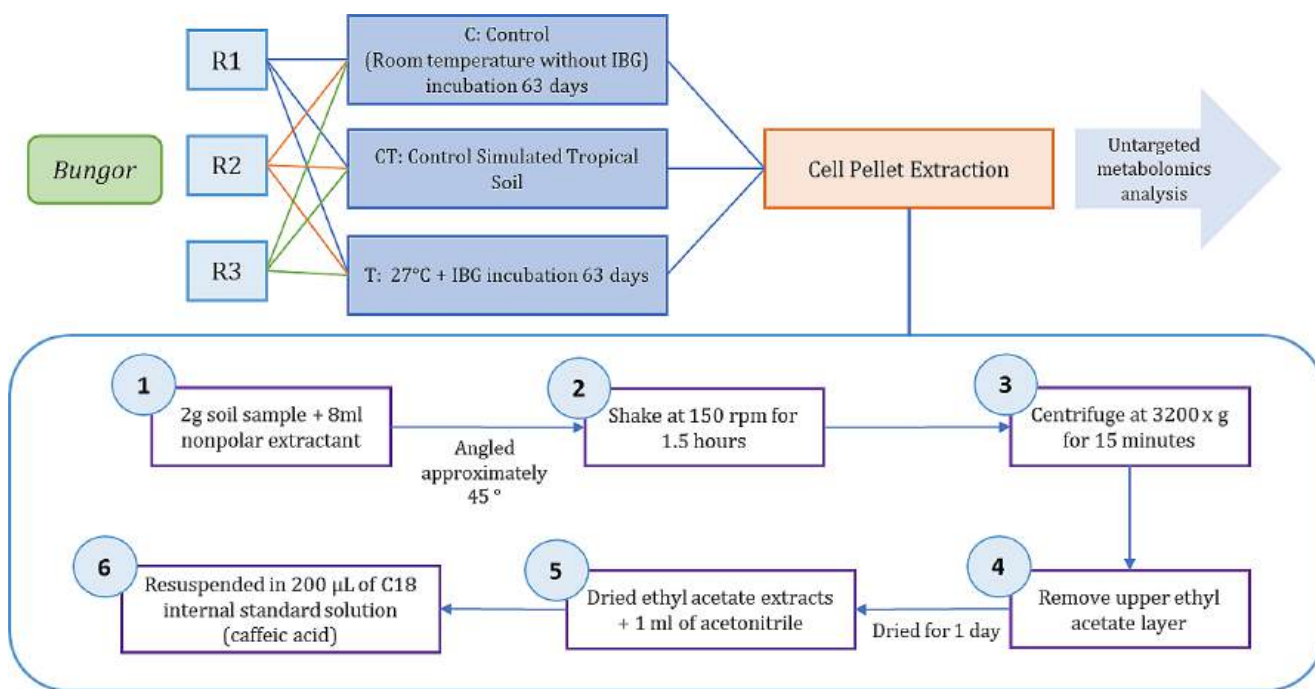 Bungor
R1
R2
R3
C: Control
(Room temperature without IBG)
incubation 63 days
CT: Control Simulated Tropical
Soil
T: 27°C + IBG incubation 63 days
Cell Pellet Extraction
Untargeted
metabolomics
analysis
1
2g soil sample + 8ml
nonpolar extractant
Angled
approximately
45 °
2
Shake at 150 rpm for
1.5 hours
3
Centrifuge at 3200 x g
for 15 minutes
4
Remove upper ethyl
acetate layer
Dried for 1 day
5
Dried ethyl acetate extracts
+ 1 ml of acetonitrile
6
Resuspended in 200 µL of C18
internal standard solution
(caffeic acid)